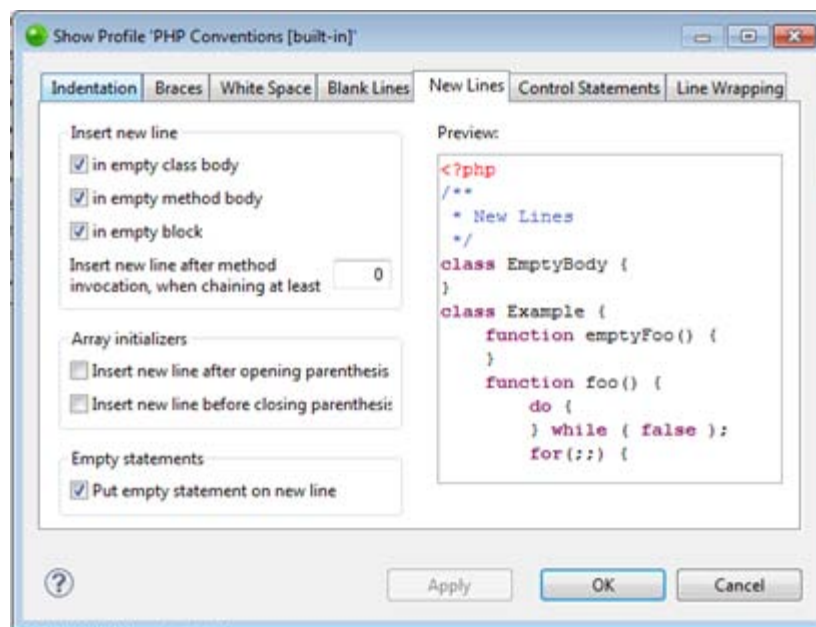 Show Profile 'PHP Conventions [built-in]'
Indentation Braces White Space Blank Lines New Lines Control Statements Line Wrapping
Insert new line
in empty class body
in empty method body
in empty block
Insert new line after method
invocation, when chaining at least 0
Array initializers
Insert new line after opening parenthesis
Insert new line before closing parenthesis
Empty statements
Put empty statement on new line
Preview:
<?php
/**
 * New Lines
 */
class EmptyBody {
}
class Example {
    function emptyFoo() {
    }
    function foo() {
        do {
        } while ( false );
        for(;;) {
?
Apply OK Cancel